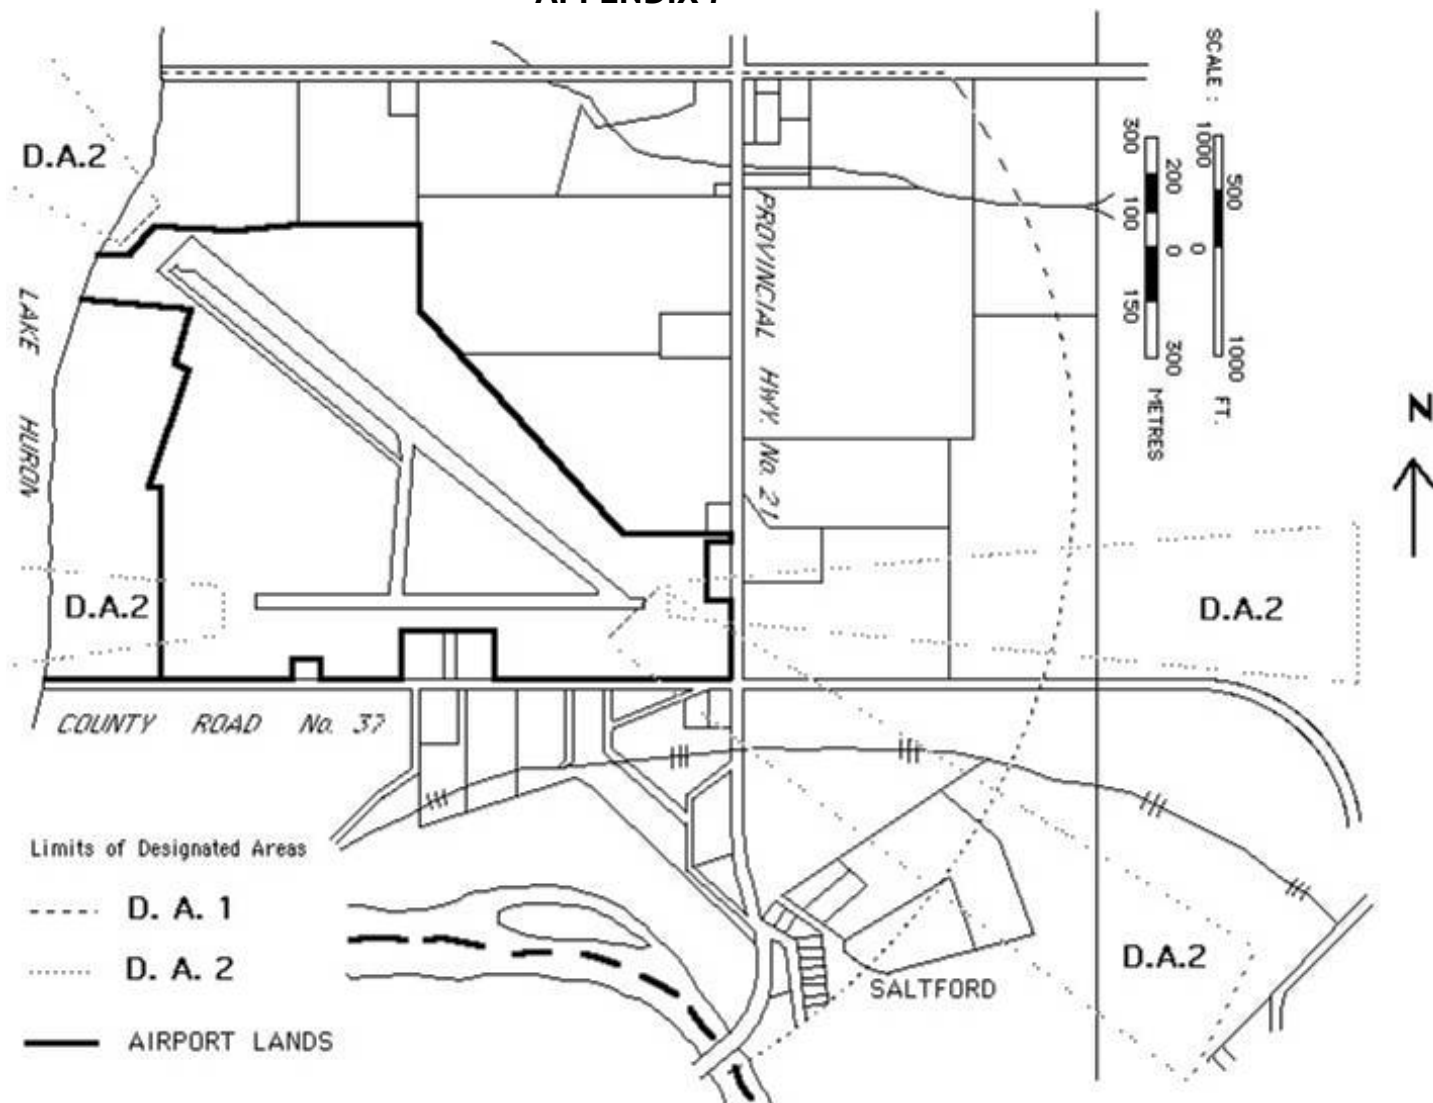 SCALE :
1000 500 0 1000 FT.
300 200 100 0 150 300 METRES
D.A.2
PROVINCIAL HWY. No. 21
LAKE HURON
N
D.A.2
D.A.2
COUNTY ROAD No. 37
Limits of Designated Areas
D. A. 1
D. A. 2
AIRPORT LANDS
D.A.2
SALTFORD